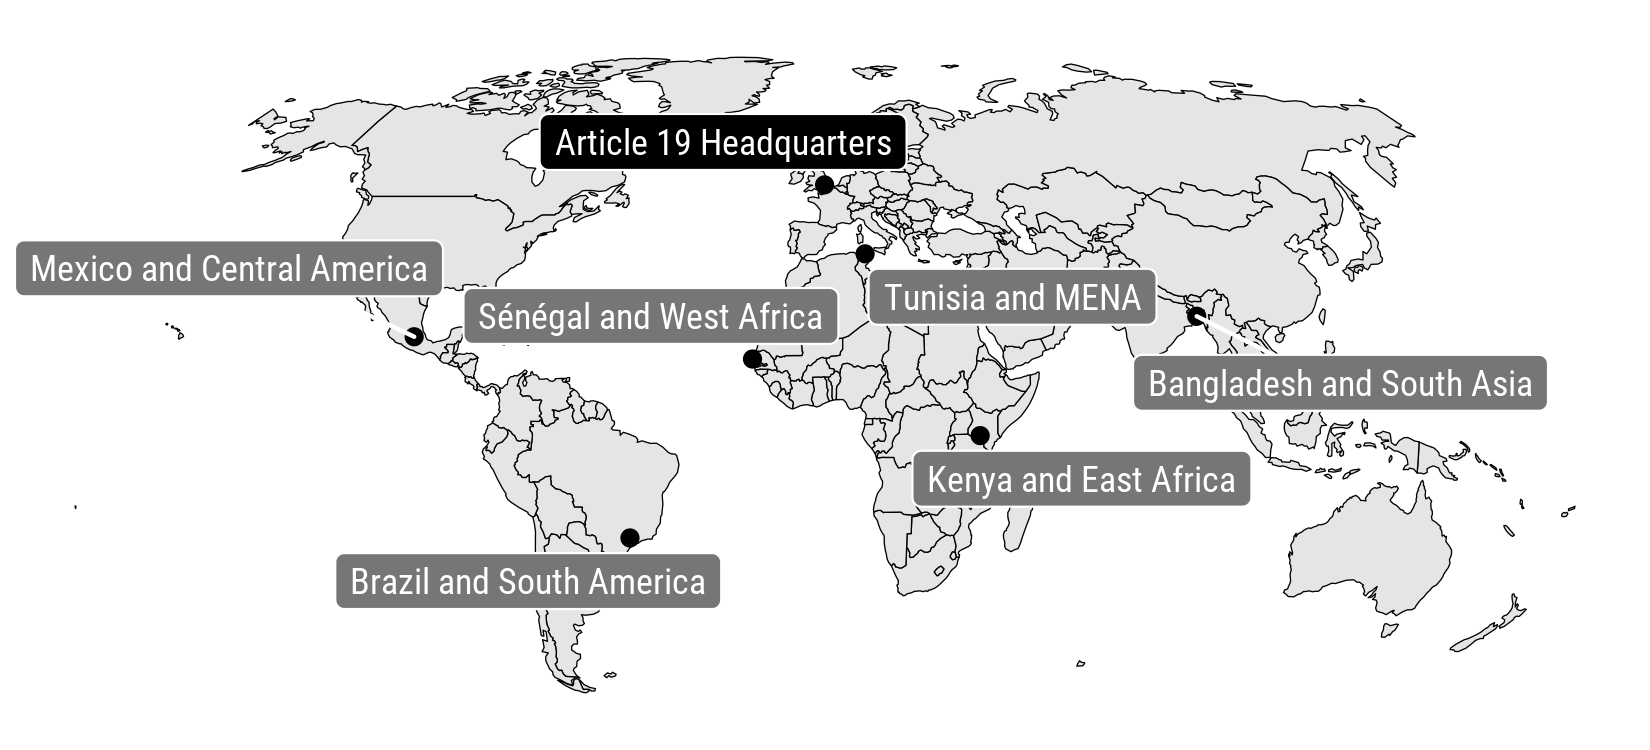 Article 19 Headquarters
Mexico and Central America
Sénégal and West Africa
Tunisia and MENA
Bangladesh and South Asia
Kenya and East Africa
Brazil and South America